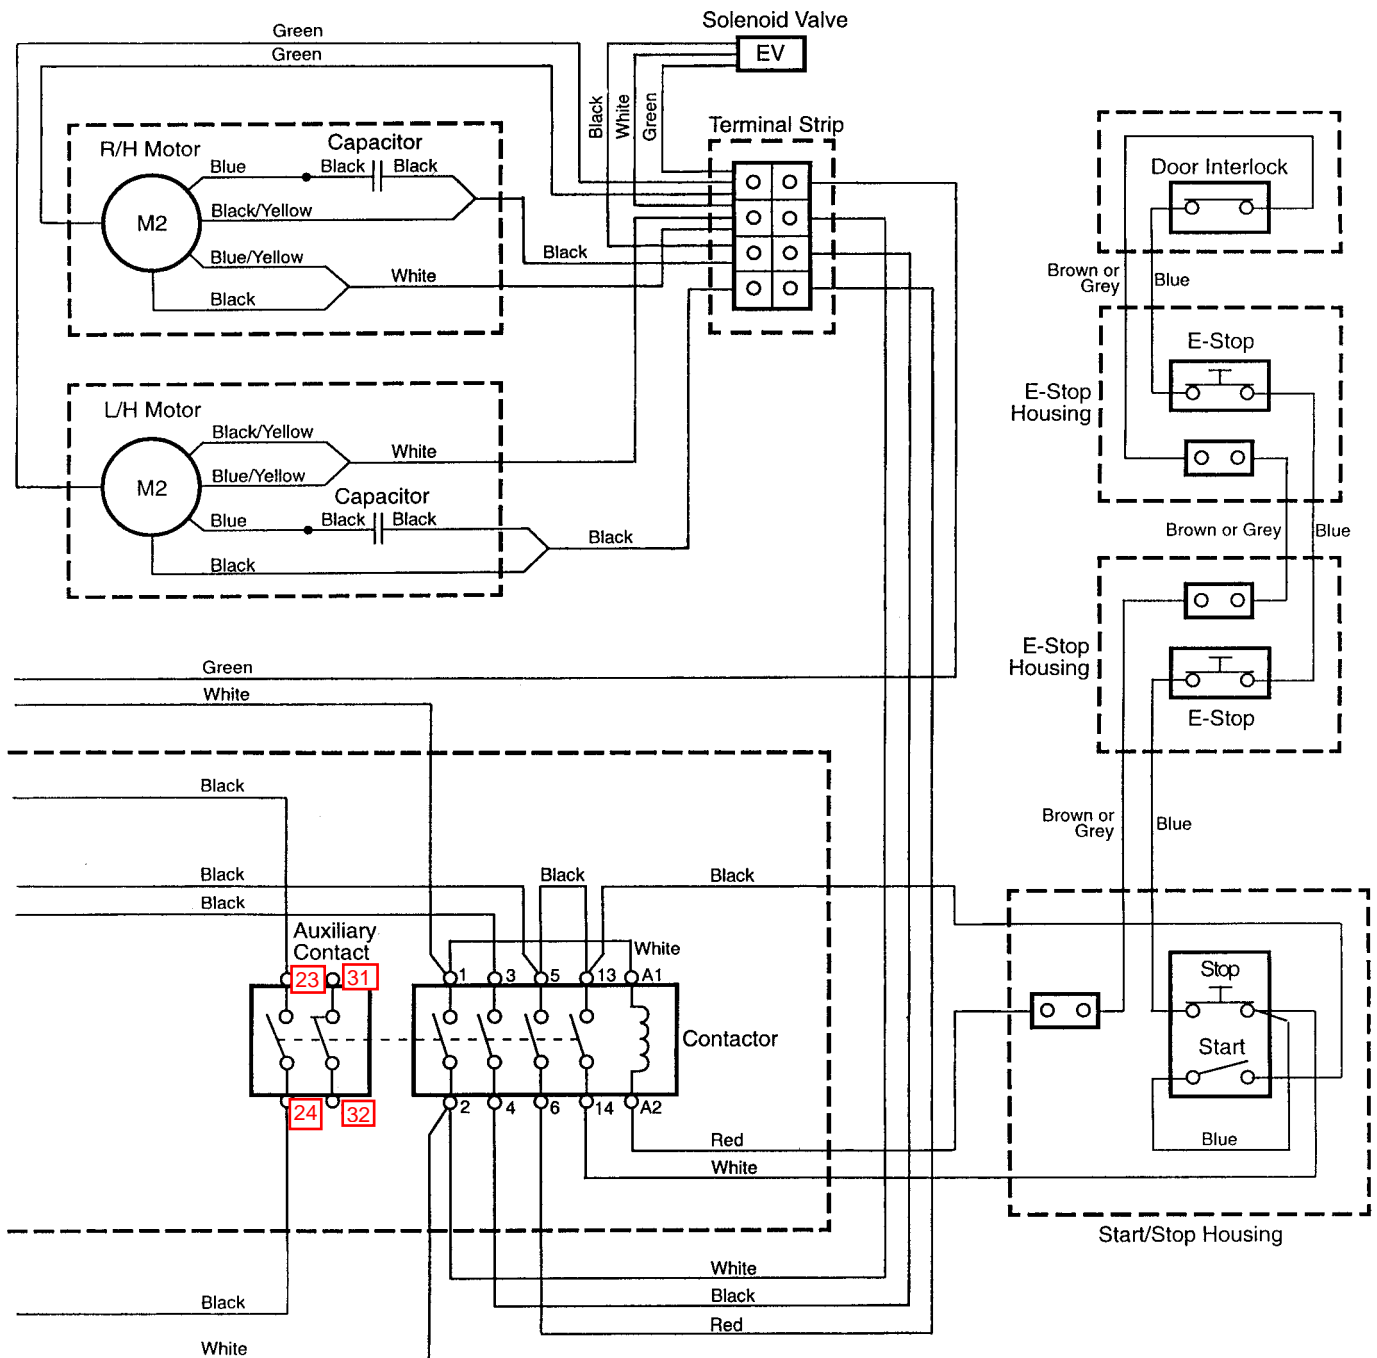 Solenoid Valve
EV
Green
Green
Black
White
Green
Terminal Strip
R/H Motor
Capacitor
Blue
Black
Black
M2
Black/Yellow
Blue/Yellow
White
Black
Black
Door Interlock
Brown or
Grey
Blue
E-Stop
E-Stop
Housing
L/H Motor
Black/Yellow
White
M2
Blue/Yellow
Capacitor
Blue
Black
Black
Black
Black
Brown or Grey
Blue
E-Stop
Housing
E-Stop
Green
White
Black
Brown or
Grey
Blue
Black
Black
Black
Black
Auxiliary
Contact
White
23
31
1
3
5
13
A1
Contactor
24
32
2
4
6
14
A2
Stop
Start
Blue
Red
White
Start/Stop Housing
White
Black
Red
Black
White